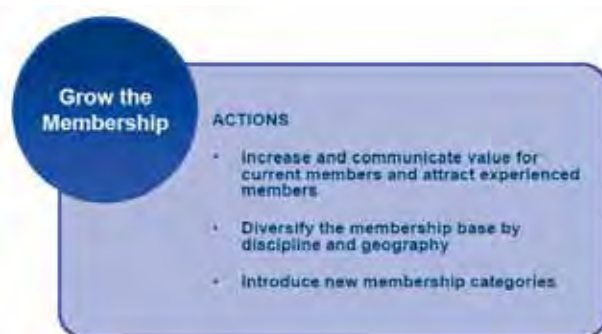 Grow the
Membership
ACTIONS
• Increase and communicate value for
current members and attract experienced
members
• Diversify the membership base by
discipline and geography
• Introduce new membership categories